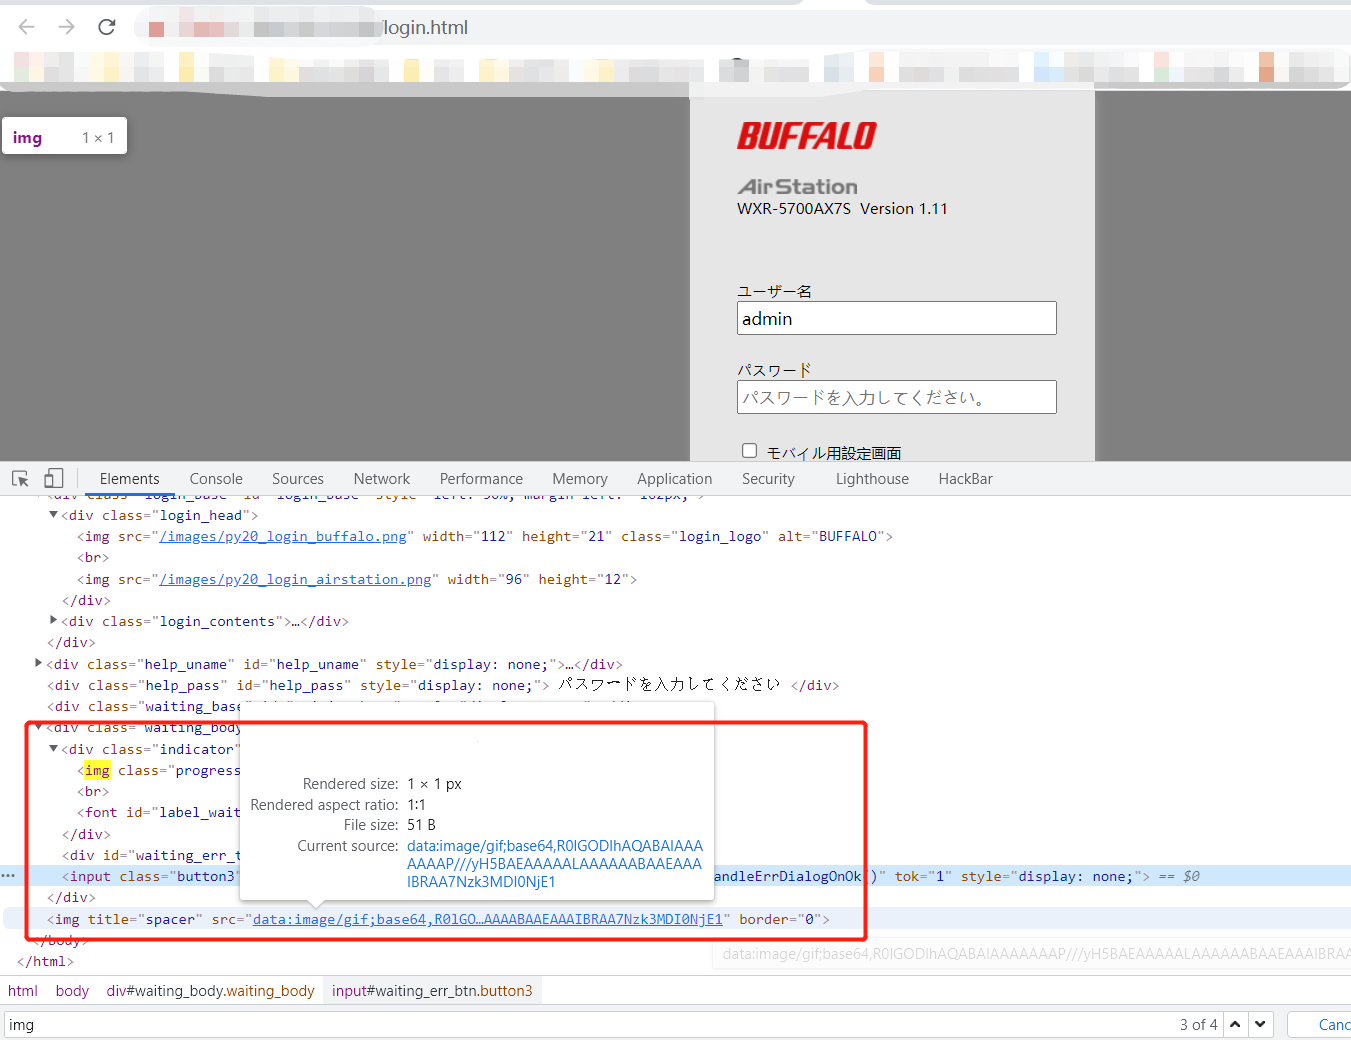 /login.html
img 1 × 1
BUFFALO
AirStation
WXR-5700AX7S Version 1.11
ユーザー名
admin
パスワード
パスワードを入力してください。
モバイル用設定画面
Elements Console Sources Network Performance Memory Application Security Lighthouse HackBar
▼<div class="login_head">
<img src="/images/py20_login_buffalo.png" width="112" height="21" class="login_logo" alt="BUFFALO">
<br>
<img src="/images/py20_login_airstation.png" width="96" height="12">
</div>
▶<div class="login_contents">…</div>
</div>
▶<div class="help_uname" id="help_uname" style="display: none;">…</div>
<div class="help_pass" id="help_pass" style="display: none;"> パスワードを入力してください </div>
<div class="waiting_base
▼<div class="waiting_body
▼<div class="indicator"
<img class="progress
<br>
<font id="label_wait
</div>
<div id="waiting_err_t
<input class="button3" andleErrDialogOnOk()" tok="1" style="display: none;"> == $0
</div>
<img title="spacer" src="data:image/gif;base64,R0lGO…AAAABAAEAAAIBRAA7Nzk3MDI0NjE1" border="0">
</body>
</html>
Rendered size: 1 × 1 px
Rendered aspect ratio: 1:1
File size: 51 B
Current source: data:image/gif;base64,R0lGODlhAQABAIAAA
AAAAAP///yH5BAEAAAAALAAAAAABAAEAAA
IBRAA7Nzk3MDI0NjE1
data:image/gif;base64,R0lGODlhAQABAIAAAAAAAP///yH5BAEAAAAALAAAAAABAAEAAAIBRAA
html body div#waiting_body.waiting_body input#waiting_err_btn.button3
img 3 of 4 Canc